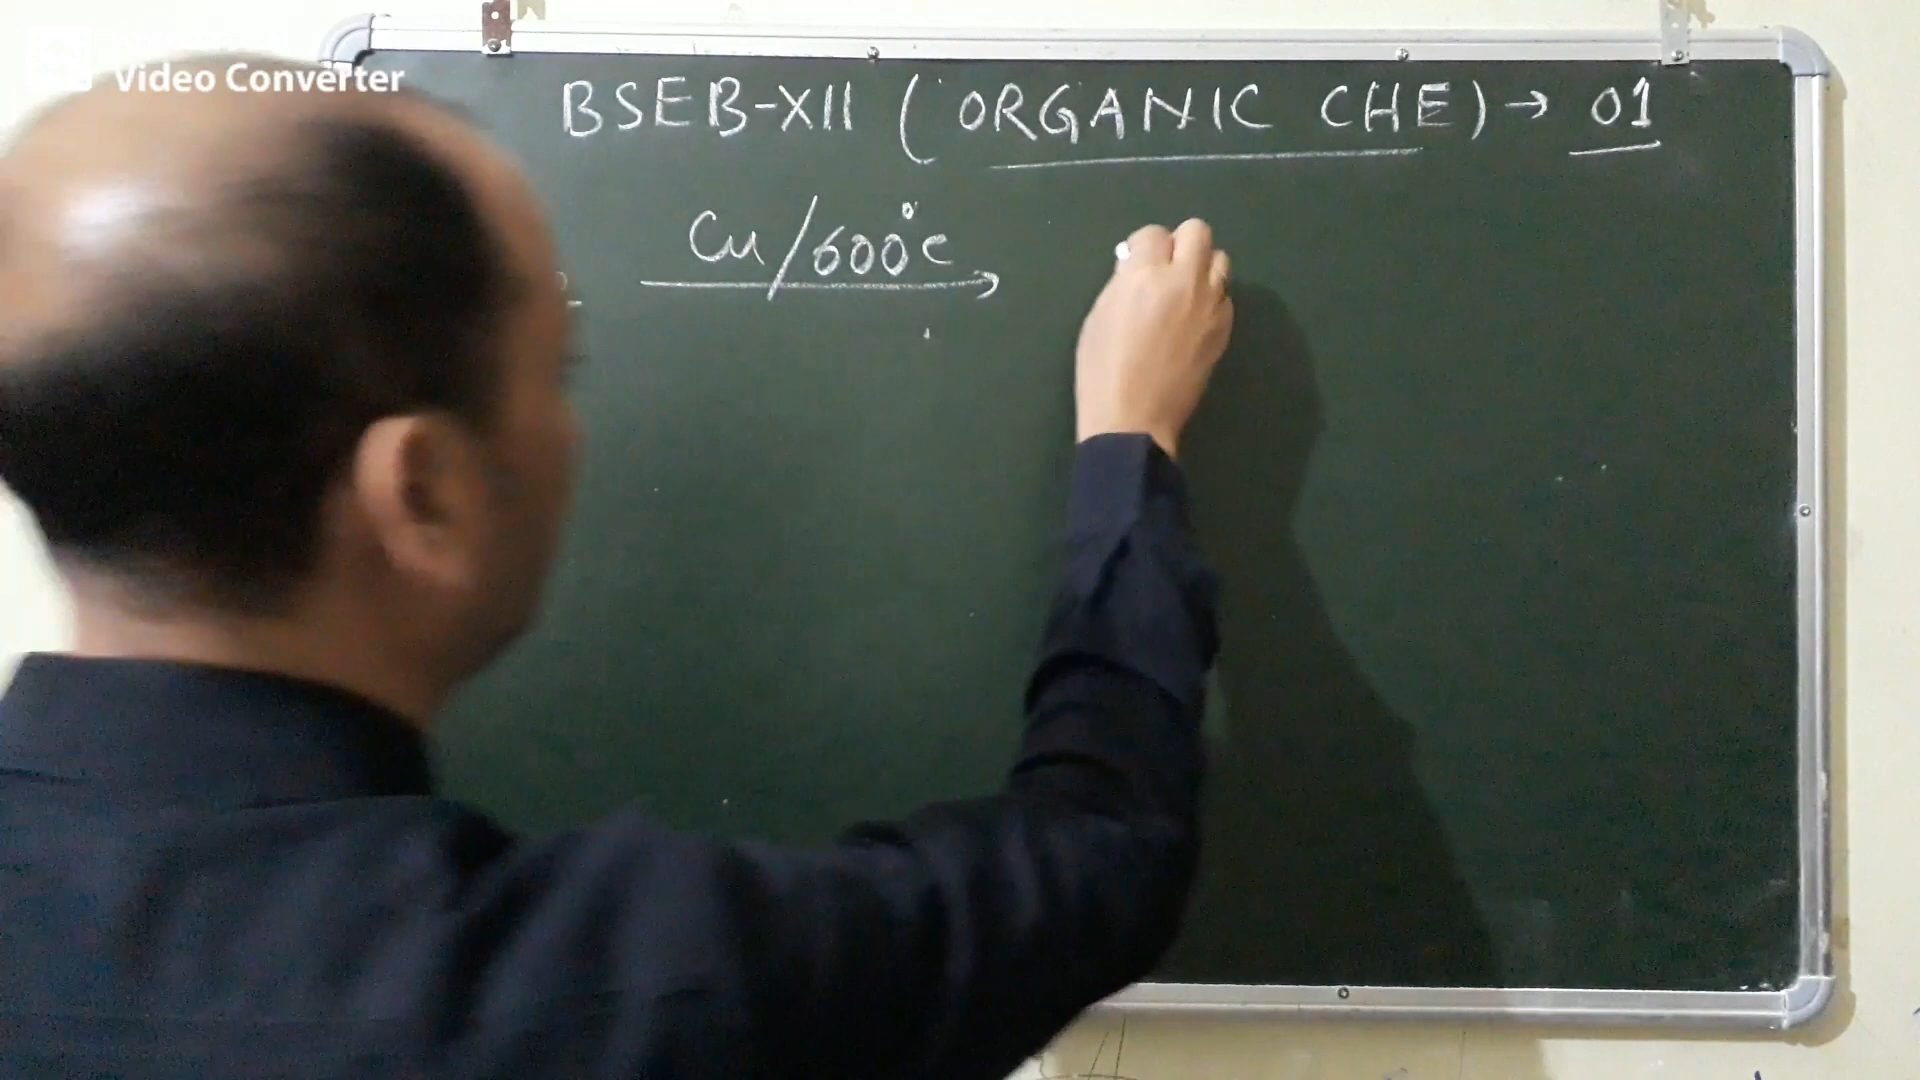 Video Converter
BSEB-XII (ORGANIC CHE) → 01
Cu/600°c